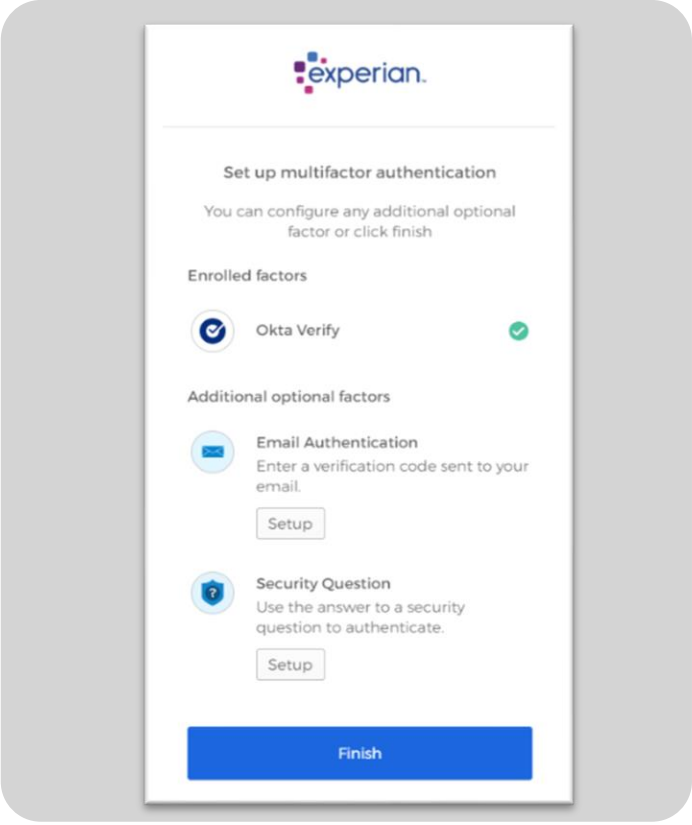 experian™
Set up multifactor authentication
You can configure any additional optional
factor or click finish
Enrolled factors
Okta Verify
Additional optional factors
Email Authentication
Enter a verification code sent to your
email.
Setup
Security Question
Use the answer to a security
question to authenticate.
Setup
Finish